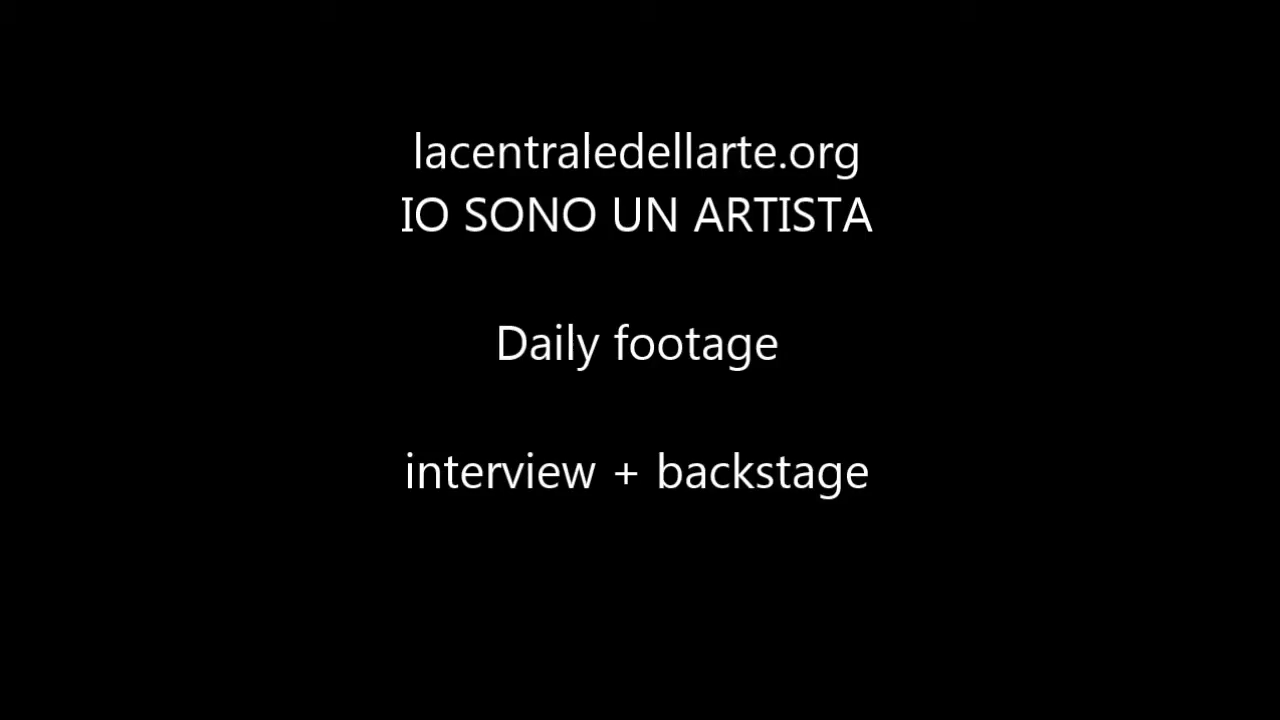 lacentraledellarte.org
IO SONO UN ARTISTA
Daily footage
interview + backstage